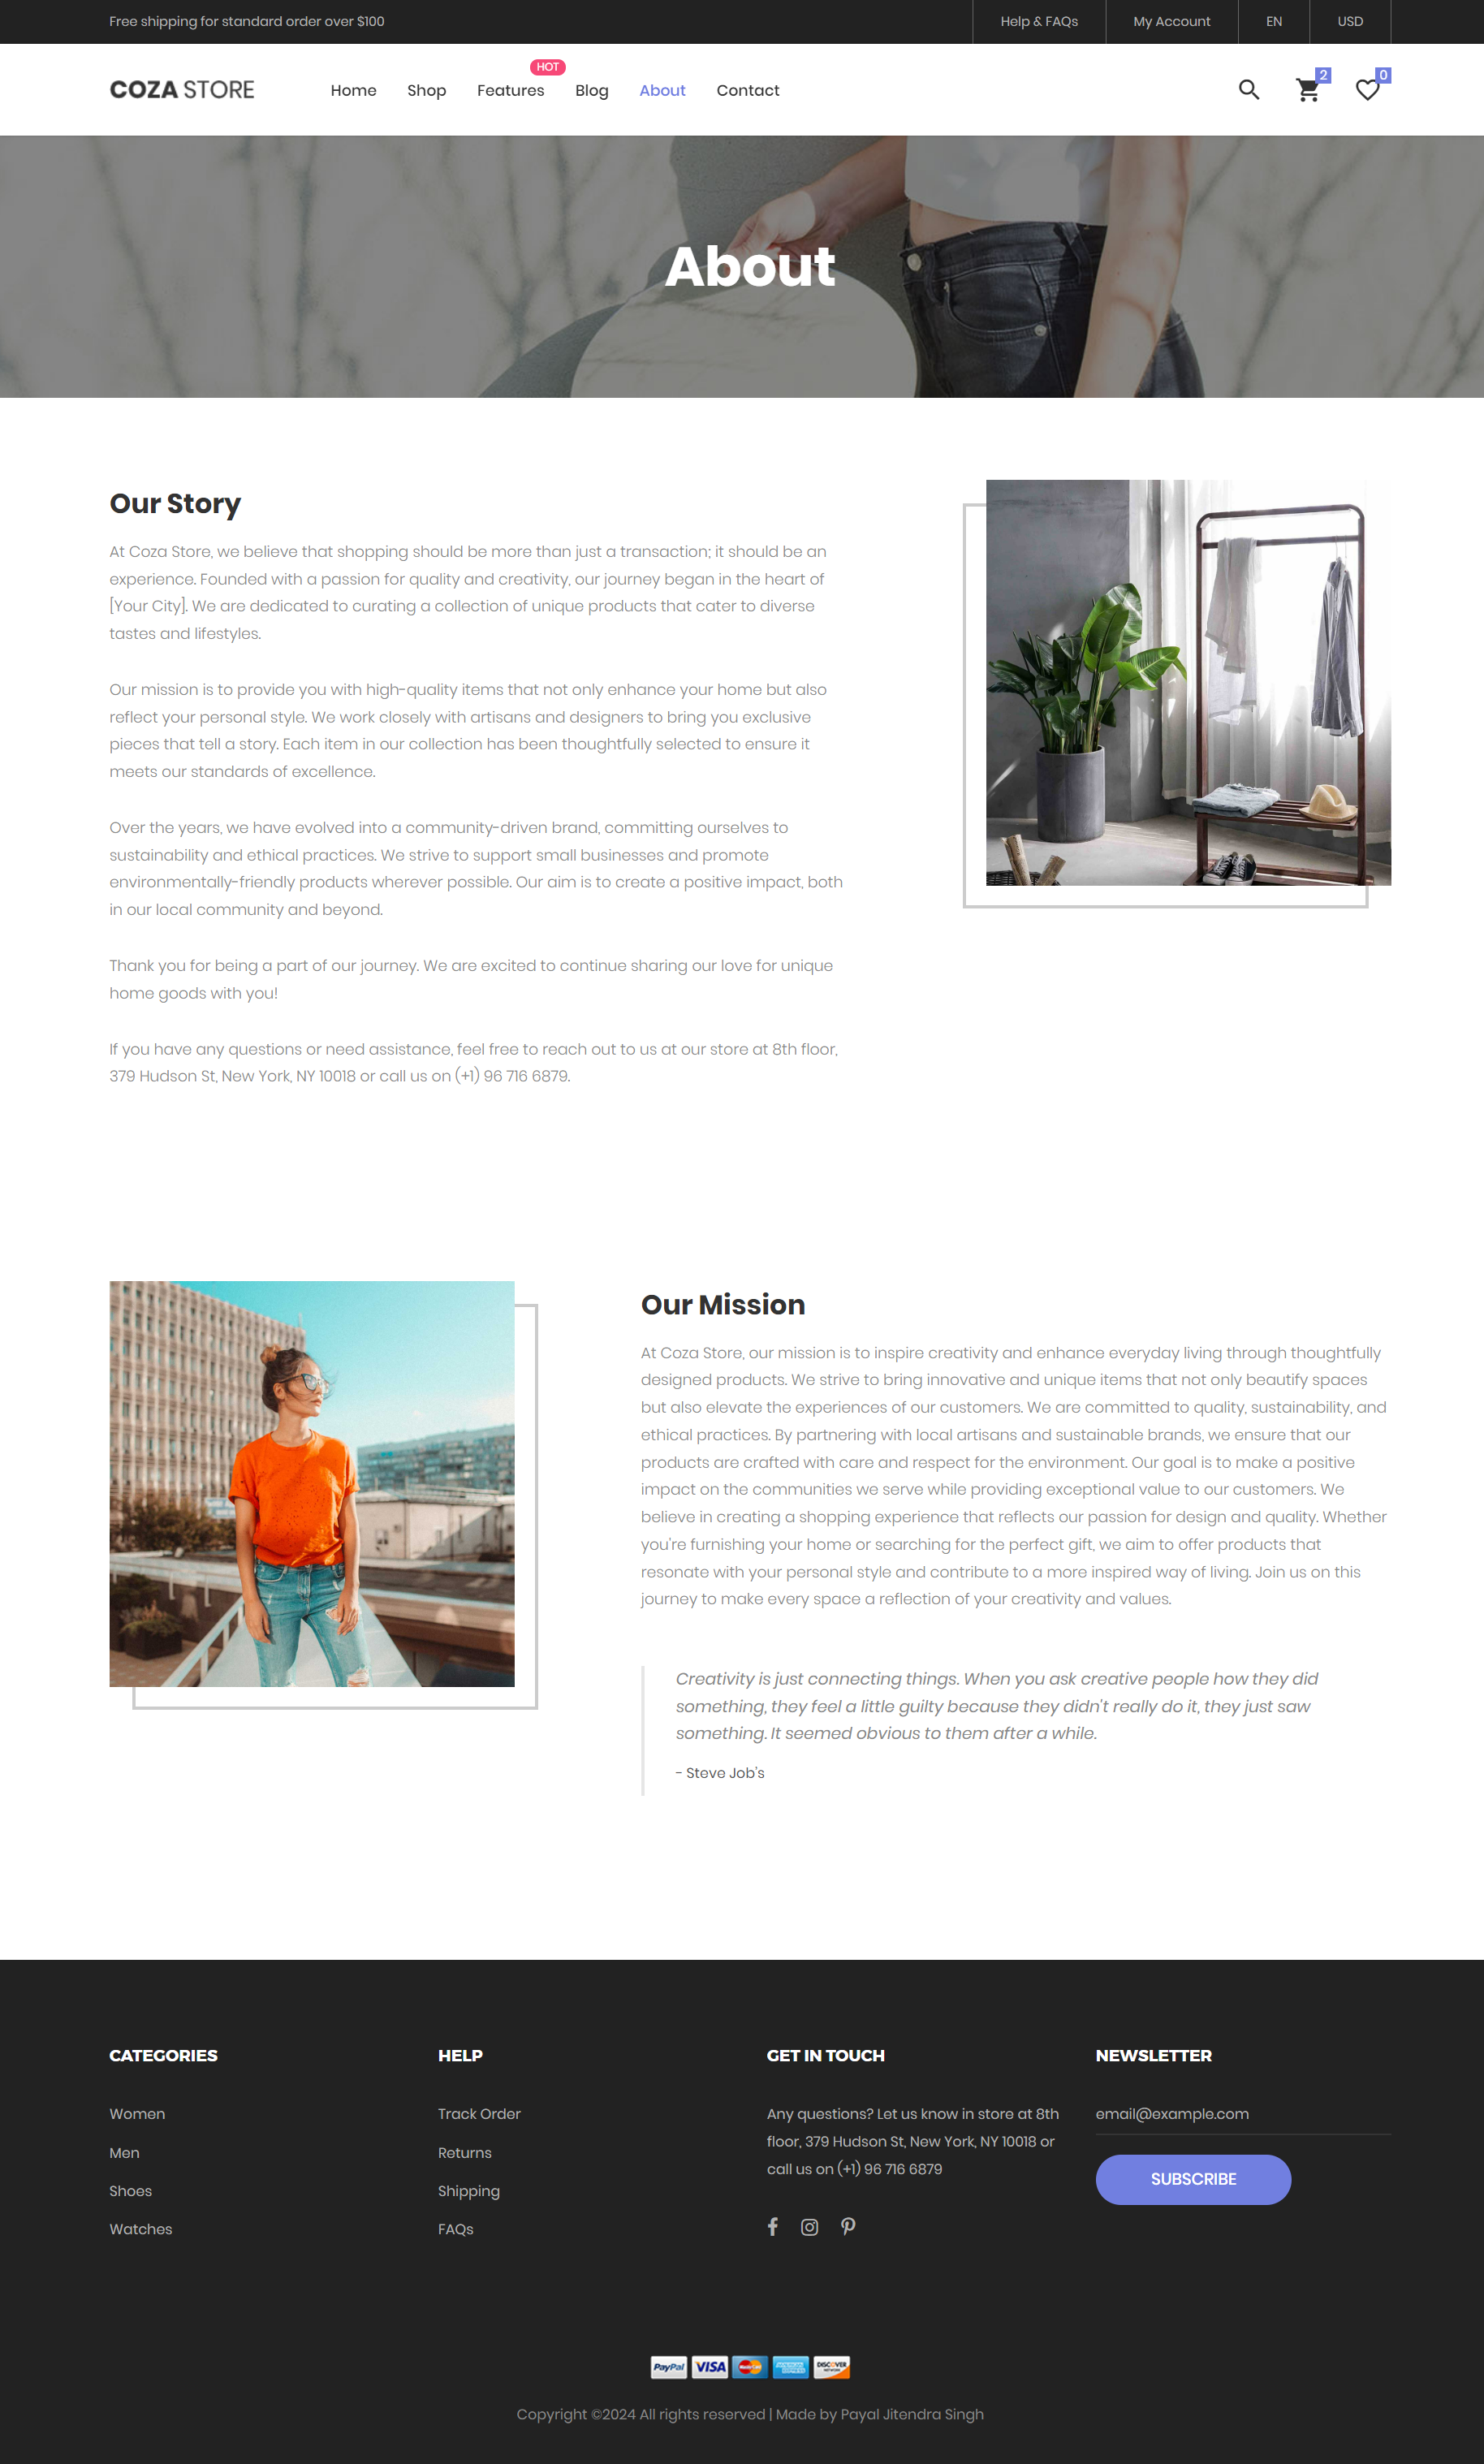 Free shipping for standard order over $100
Help & FAQs
My Account
EN
USD
COZA STORE
Home
Shop
Features
HOT
Blog
About
Contact
2
0
About
Our Story
At Coza Store, we believe that shopping should be more than just a transaction; it should be an
experience. Founded with a passion for quality and creativity, our journey began in the heart of
[Your City]. We are dedicated to curating a collection of unique products that cater to diverse
tastes and lifestyles.
Our mission is to provide you with high-quality items that not only enhance your home but also
reflect your personal style. We work closely with artisans and designers to bring you exclusive
pieces that tell a story. Each item in our collection has been thoughtfully selected to ensure it
meets our standards of excellence.
Over the years, we have evolved into a community-driven brand, committing ourselves to
sustainability and ethical practices. We strive to support small businesses and promote
environmentally-friendly products wherever possible. Our aim is to create a positive impact, both
in our local community and beyond.
Thank you for being a part of our journey. We are excited to continue sharing our love for unique
home goods with you!
If you have any questions or need assistance, feel free to reach out to us at our store at 8th floor,
379 Hudson St, New York, NY 10018 or call us on (+1) 96 716 6879.
Our Mission
At Coza Store, our mission is to inspire creativity and enhance everyday living through thoughtfully
designed products. We strive to bring innovative and unique items that not only beautify spaces
but also elevate the experiences of our customers. We are committed to quality, sustainability, and
ethical practices. By partnering with local artisans and sustainable brands, we ensure that our
products are crafted with care and respect for the environment. Our goal is to make a positive
impact on the communities we serve while providing exceptional value to our customers. We
believe in creating a shopping experience that reflects our passion for design and quality. Whether
you're furnishing your home or searching for the perfect gift, we aim to offer products that
resonate with your personal style and contribute to a more inspired way of living. Join us on this
journey to make every space a reflection of your creativity and values.
Creativity is just connecting things. When you ask creative people how they did
something, they feel a little guilty because they didn't really do it, they just saw
something. It seemed obvious to them after a while.
- Steve Job's
CATEGORIES
Women
Men
Shoes
Watches
HELP
Track Order
Returns
Shipping
FAQs
GET IN TOUCH
Any questions? Let us know in store at 8th
floor, 379 Hudson St, New York, NY 10018 or
call us on (+1) 96 716 6879
NEWSLETTER
email@example.com
SUBSCRIBE
PayPal
VISA
MasterCard
AMERICAN EXPRESS
DISCOVER
NETWORK
Copyright ©2024 All rights reserved | Made by Payal Jitendra Singh